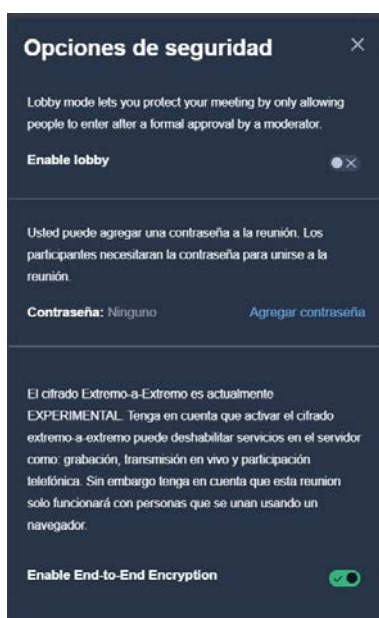 Opciones de seguridad
Lobby mode lets you protect your meeting by only allowing
people to enter after a formal approval by a moderator.
Enable lobby
Usted puede agregar una contraseña a la reunión. Los
participantes necesitaran la contraseña para unirse a la
reunión.
Contraseña: Ninguno Agregar contraseña
El cifrado Extremo-a-Extremo es actualmente
EXPERIMENTAL. Tenga en cuenta que activar el cifrado
extremo-a-extremo puede deshabilitar servicios en el servidor
como: grabación, transmisión en vivo y participación
telefónica. Sin embargo tenga en cuenta que esta reunion
solo funcionará con personas que se unan usando un
navegador.
Enable End-to-End Encryption